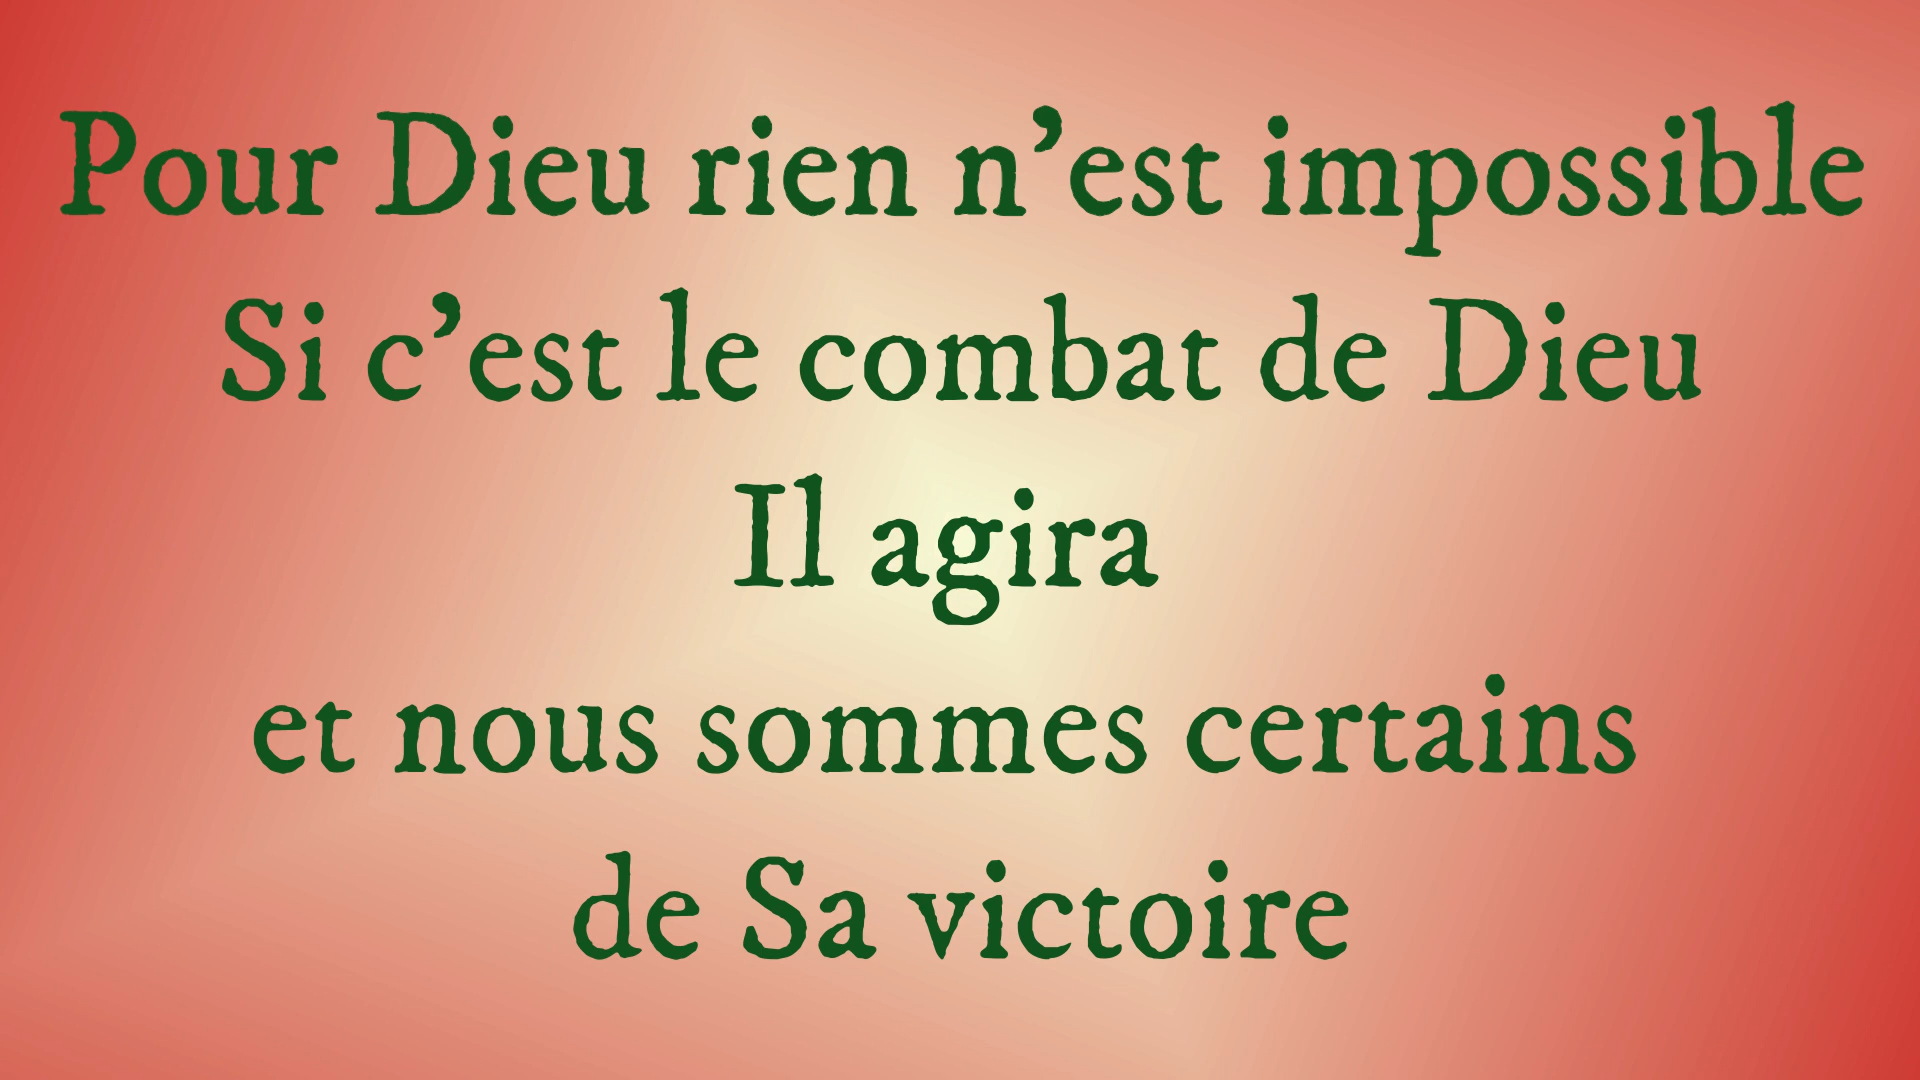 Pour Dieu rien n’est impossible
Si c’est le combat de Dieu
Il agira
et nous sommes certains
de Sa victoire